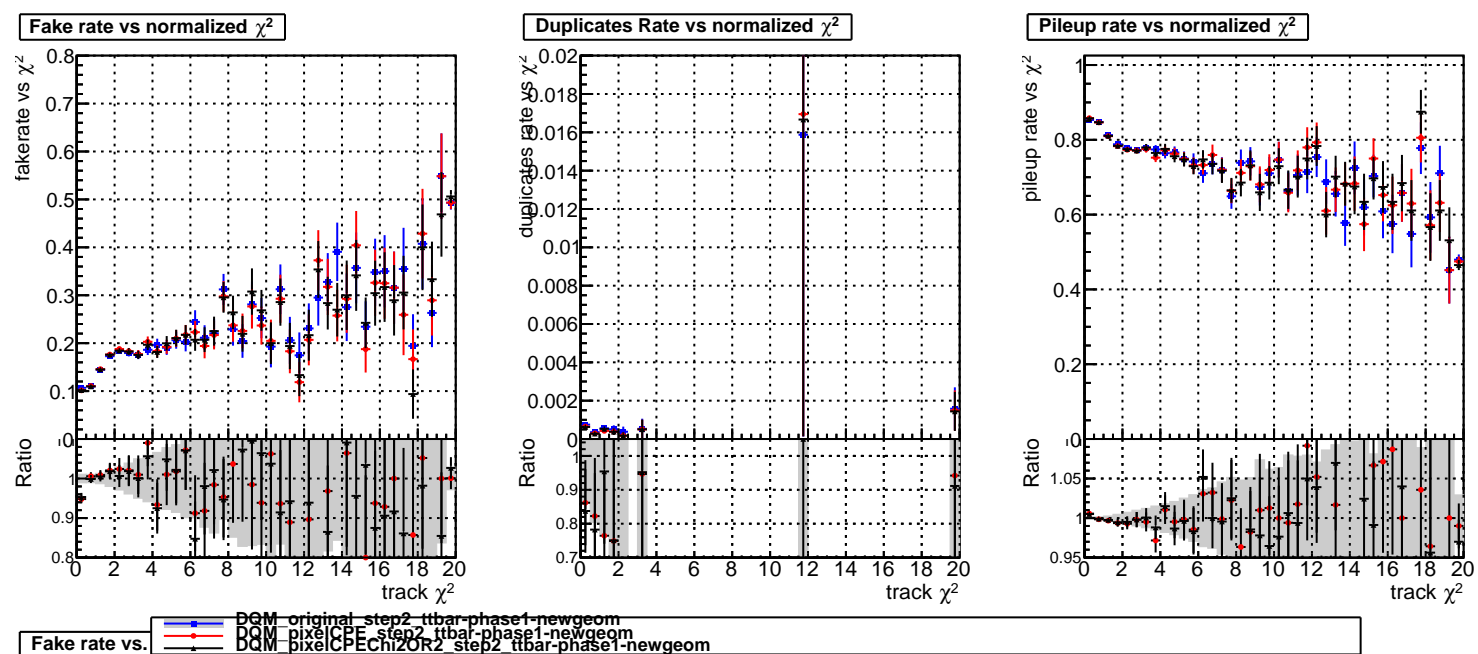 Fake rate vs normalized χ²
Duplicates Rate vs normalized χ²
Pileup rate vs normalized χ²
fakerate vs χ²
0.8
0.7
0.6
0.5
0.4
0.3
0.2
0.1
0
Ratio
1
0.9
0.8
0 2 4 6 8 10 12 14 16 18 20
track χ²
duplicates rate vs χ²
0.02
0.018
0.016
0.014
0.012
0.01
0.008
0.006
0.004
0.002
0
Ratio
0.9
0.8
0.7
0 2 4 6 8 10 12 14 16 18 20
track χ²
pileup rate vs χ²
1
0.8
0.6
0.4
0.2
Ratio
1.05
1
0.95
0 2 4 6 8 10 12 14 16 18 20
track χ²
Fake rate vs.
DQM_original_step2_ttbar-phase1-newgeom
DQM_pixelCPE_step2_ttbar-phase1-newgeom
DQM_pixelCPEChi2OR2_step2_ttbar-phase1-newgeom